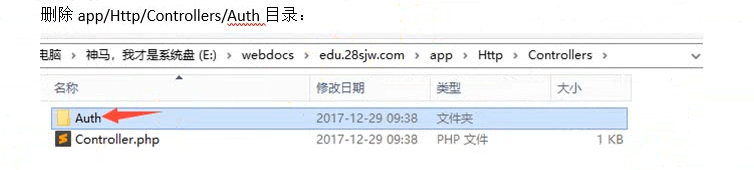 删除 app/Http/Controllers/Auth 目录：
电脑 > 神马，我才是系统盘 (E:) > webdocs > edu.28sjw.com > app > Http > Controllers >
名称 修改日期 类型 大小
Auth 2017-12-29 09:38 文件夹
Controller.php 2017-12-29 09:38 PHP 文件 1 KB